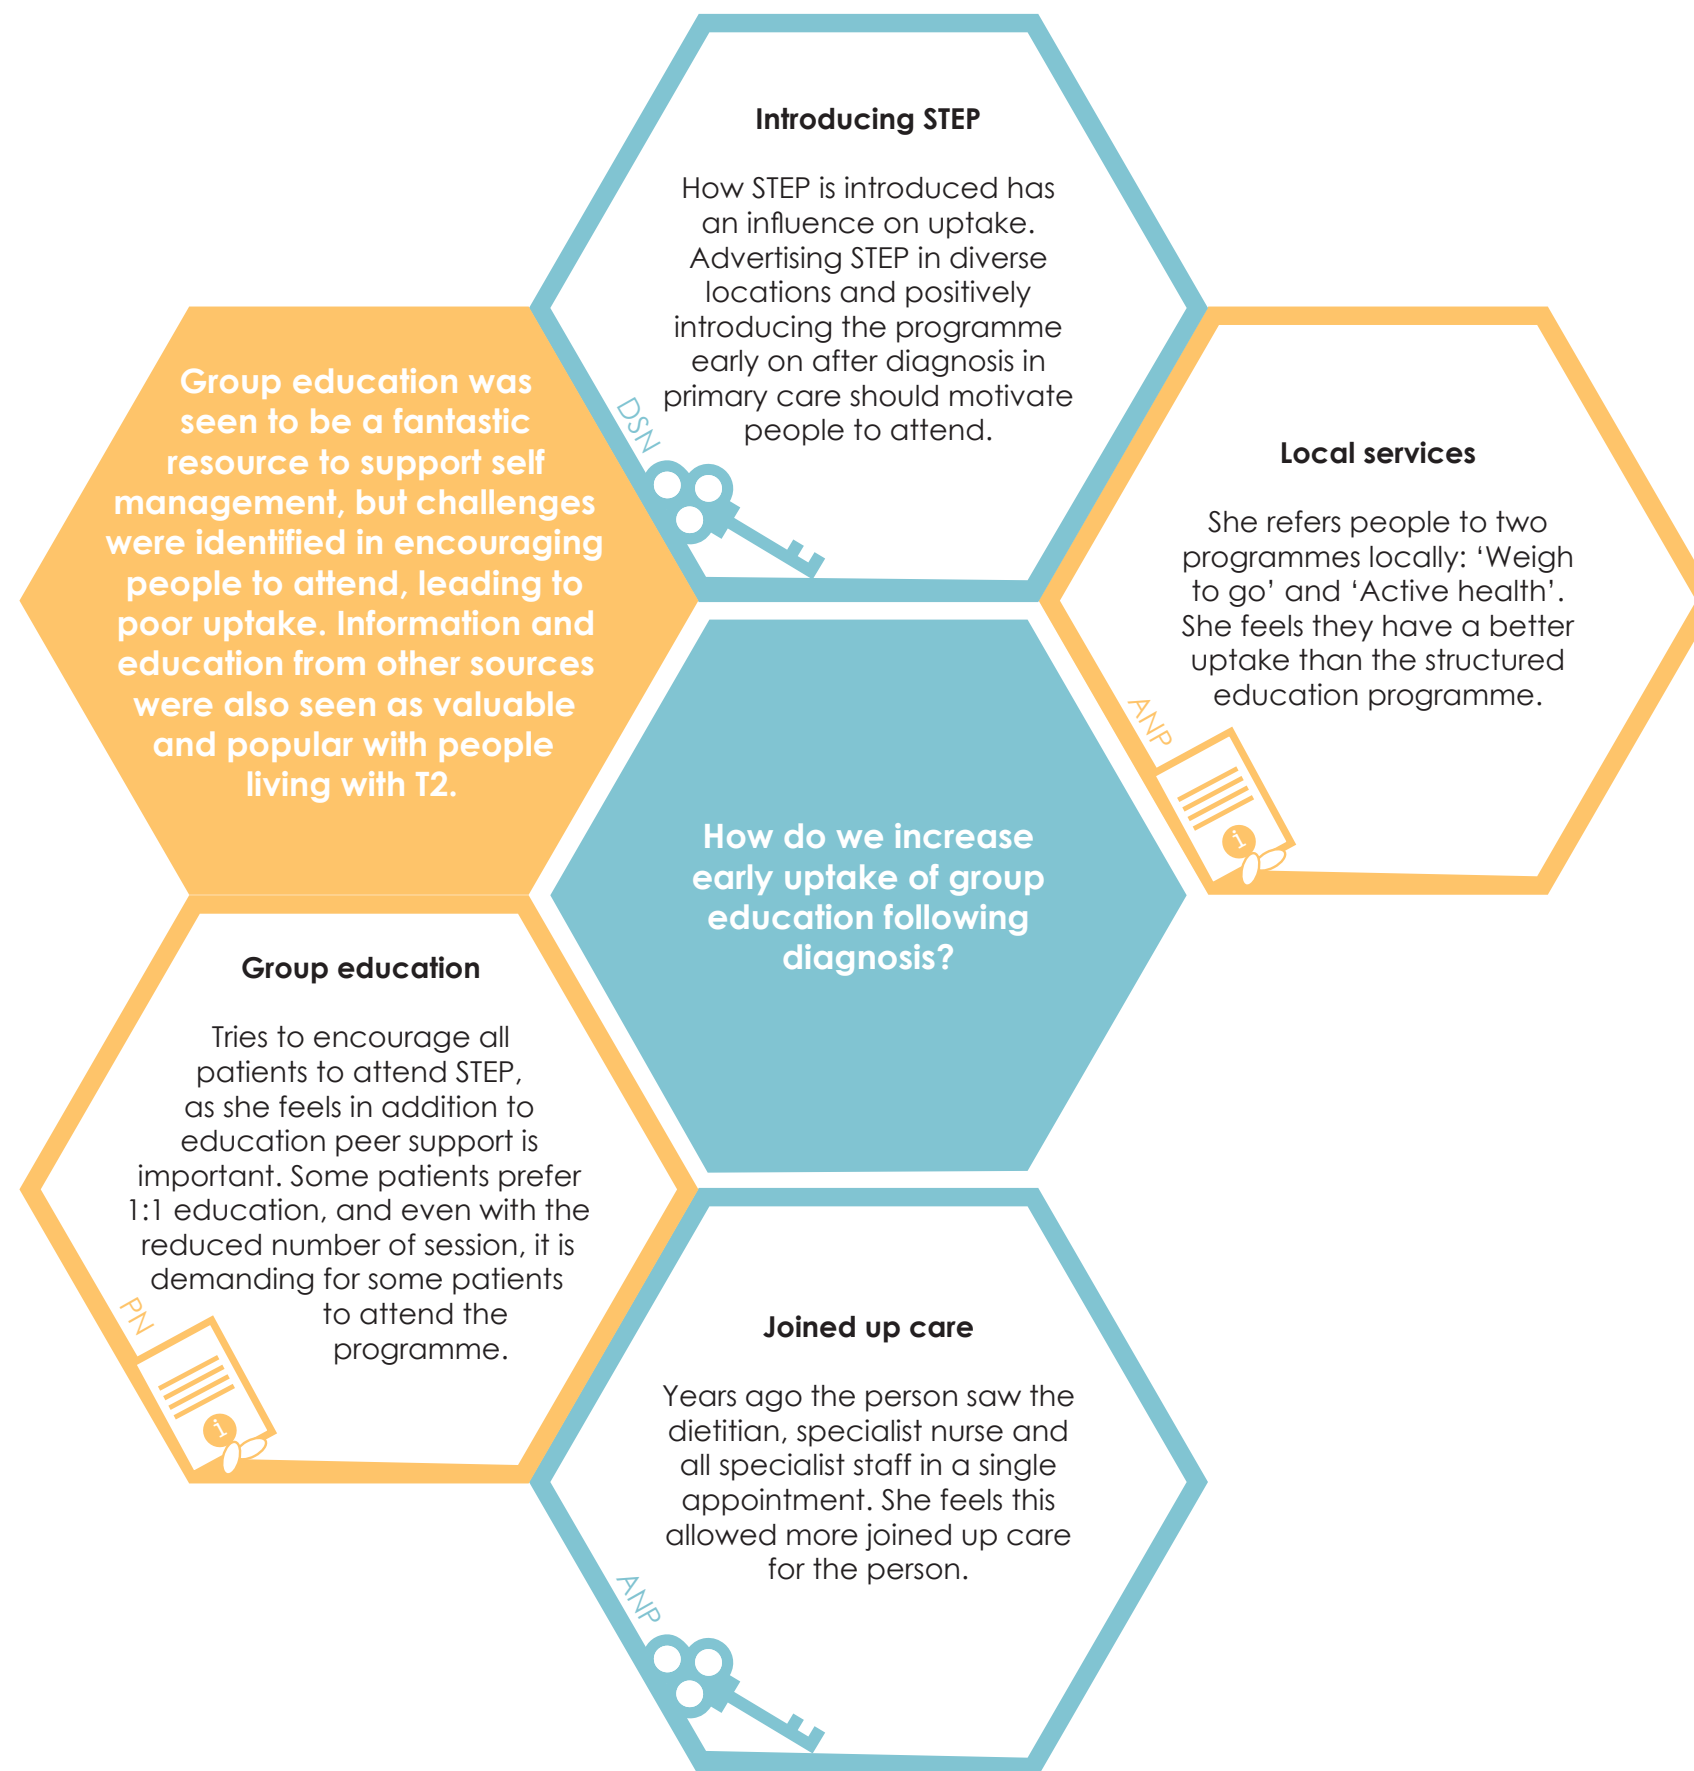 Introducing STEP
How STEP is introduced has
an influence on uptake.
Advertising STEP in diverse
locations and positively
introducing the programme
early on after diagnosis in
primary care should motivate
people to attend.
DSN
Group education was
seen to be a fantastic
resource to support self
management, but challenges
were identified in encouraging
people to attend, leading to
poor uptake. Information and
education from other sources
were also seen as valuable
and popular with people
living with T2.
Local services
She refers people to two
programmes locally: ‘Weigh
to go’ and ‘Active health’.
She feels they have a better
uptake than the structured
education programme.
ANP
i
How do we increase
early uptake of group
education following
diagnosis?
Group education
Tries to encourage all
patients to attend STEP,
as she feels in addition to
education peer support is
important. Some patients prefer
1:1 education, and even with the
reduced number of session, it is
demanding for some patients
to attend the
programme.
PN
i
Joined up care
Years ago the person saw the
dietitian, specialist nurse and
all specialist staff in a single
appointment. She feels this
allowed more joined up care
for the person.
ANP